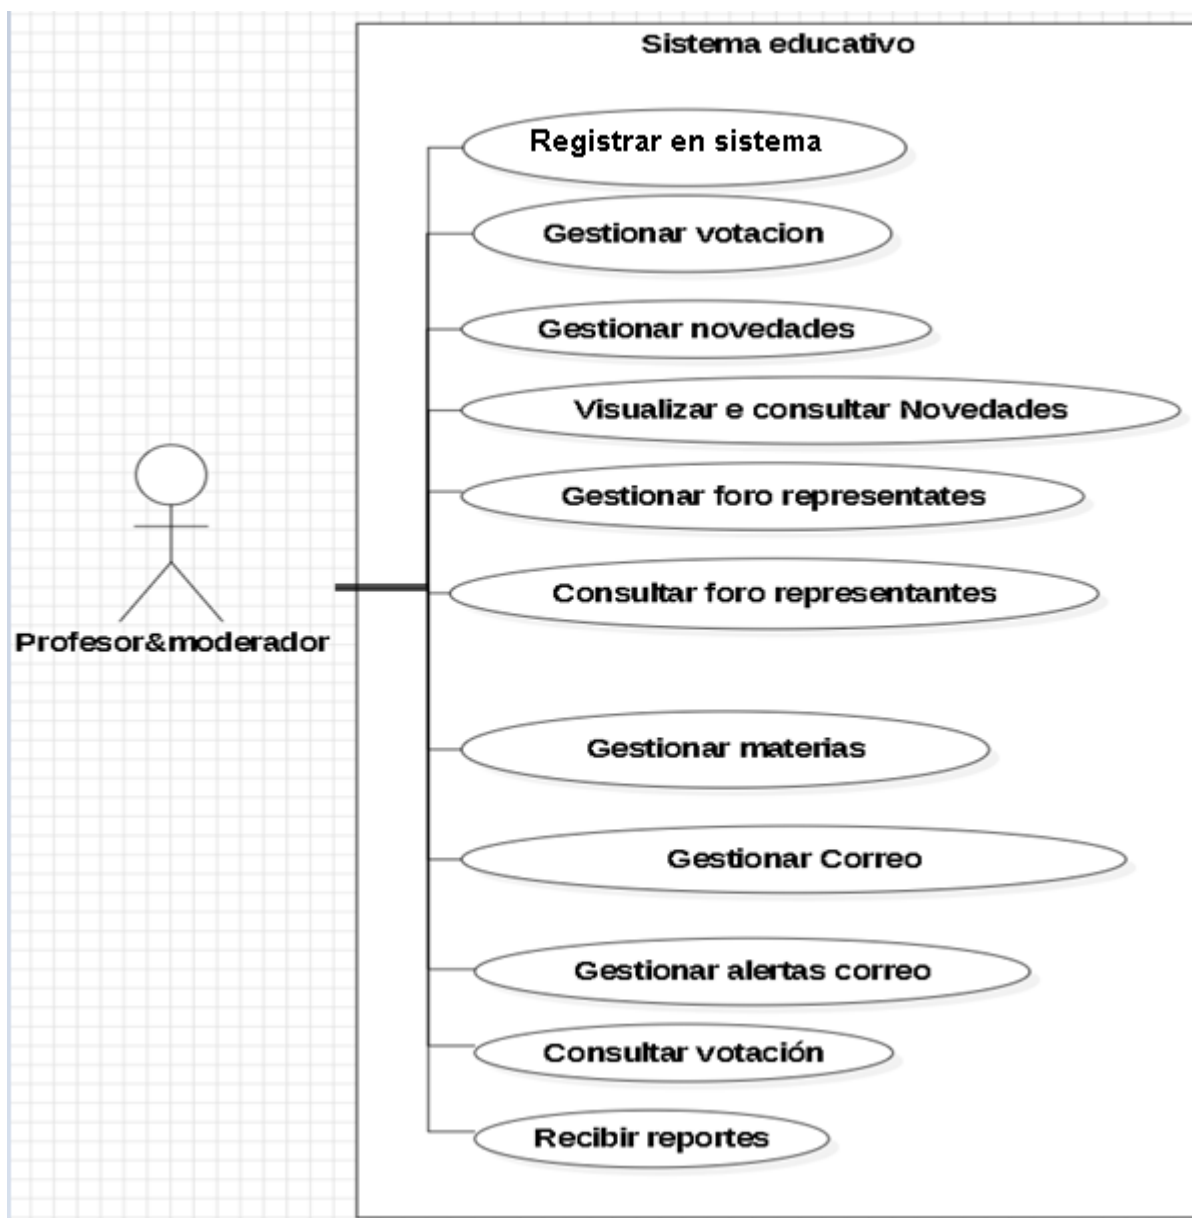 Sistema educativo
Registrar en sistema
Gestionar votacion
Gestionar novedades
Visualizar e consultar Novedades
Gestionar foro representates
Consultar foro representantes
Profesor&moderador
Gestionar materias
Gestionar Correo
Gestionar alertas correo
Consultar votación
Recibir reportes